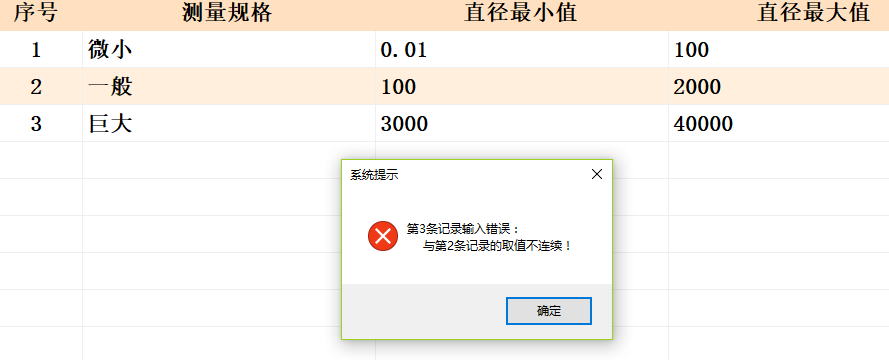 序号 测量规格 直径最小值 直径最大值
1 微小 0.01 100
2 一般 100 2000
3 巨大 3000 40000
系统提示
第3条记录输入错误：
与第2条记录的取值不连续！
确定